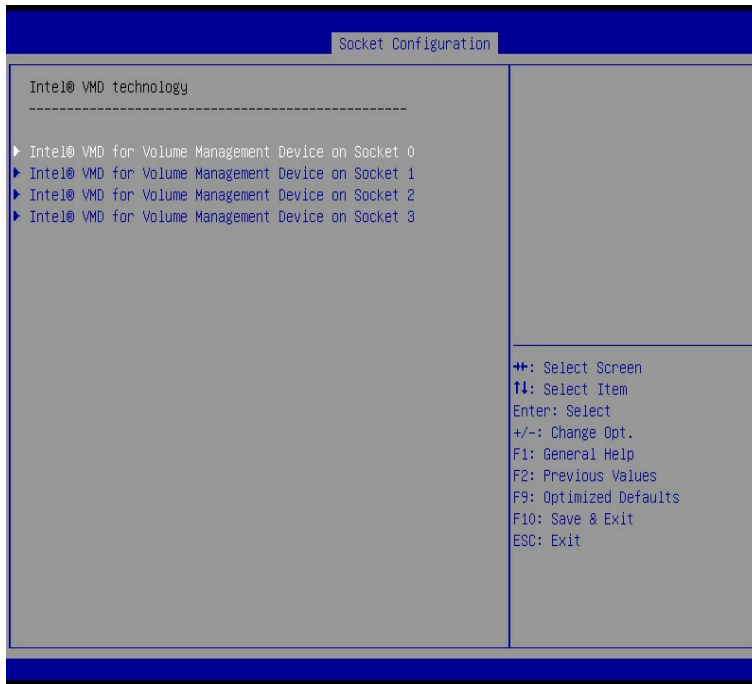 Socket Configuration
Intel® VMD technology
--------------------------------------------------
Intel® VMD for Volume Management Device on Socket 0
Intel® VMD for Volume Management Device on Socket 1
Intel® VMD for Volume Management Device on Socket 2
Intel® VMD for Volume Management Device on Socket 3
→←: Select Screen
↑↓: Select Item
Enter: Select
+/-: Change Opt.
F1: General Help
F2: Previous Values
F9: Optimized Defaults
F10: Save & Exit
ESC: Exit